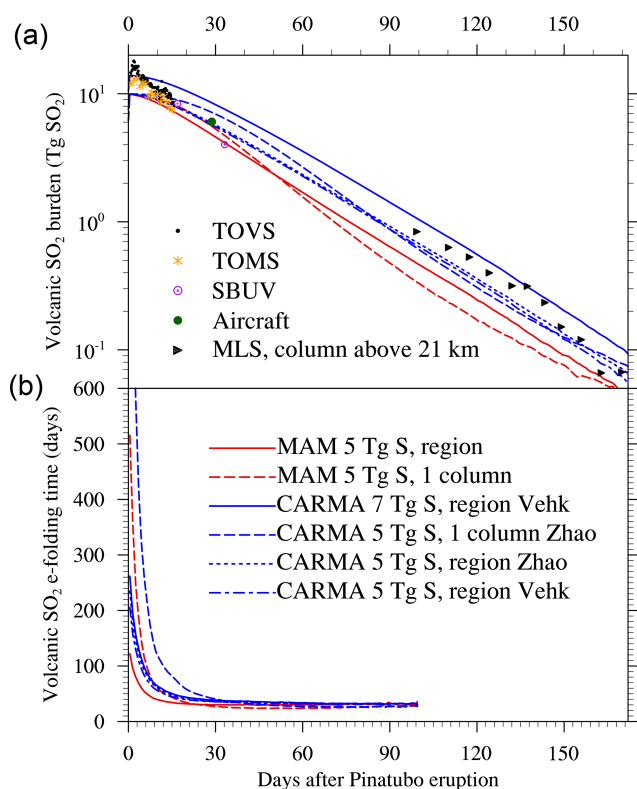 (a)
0 30 60 90 120 150
Volcanic SO₂ burden (Tg SO₂)
10¹
10⁰
10⁻¹
TOVS
TOMS
SBUV
Aircraft
MLS, column above 21 km
(b)
Volcanic SO₂ e-folding time (days)
600
500
400
300
200
100
0
MAM 5 Tg S, region
MAM 5 Tg S, 1 column
CARMA 7 Tg S, region Vehk
CARMA 5 Tg S, 1 column Zhao
CARMA 5 Tg S, region Zhao
CARMA 5 Tg S, region Vehk
0 30 60 90 120 150
Days after Pinatubo eruption